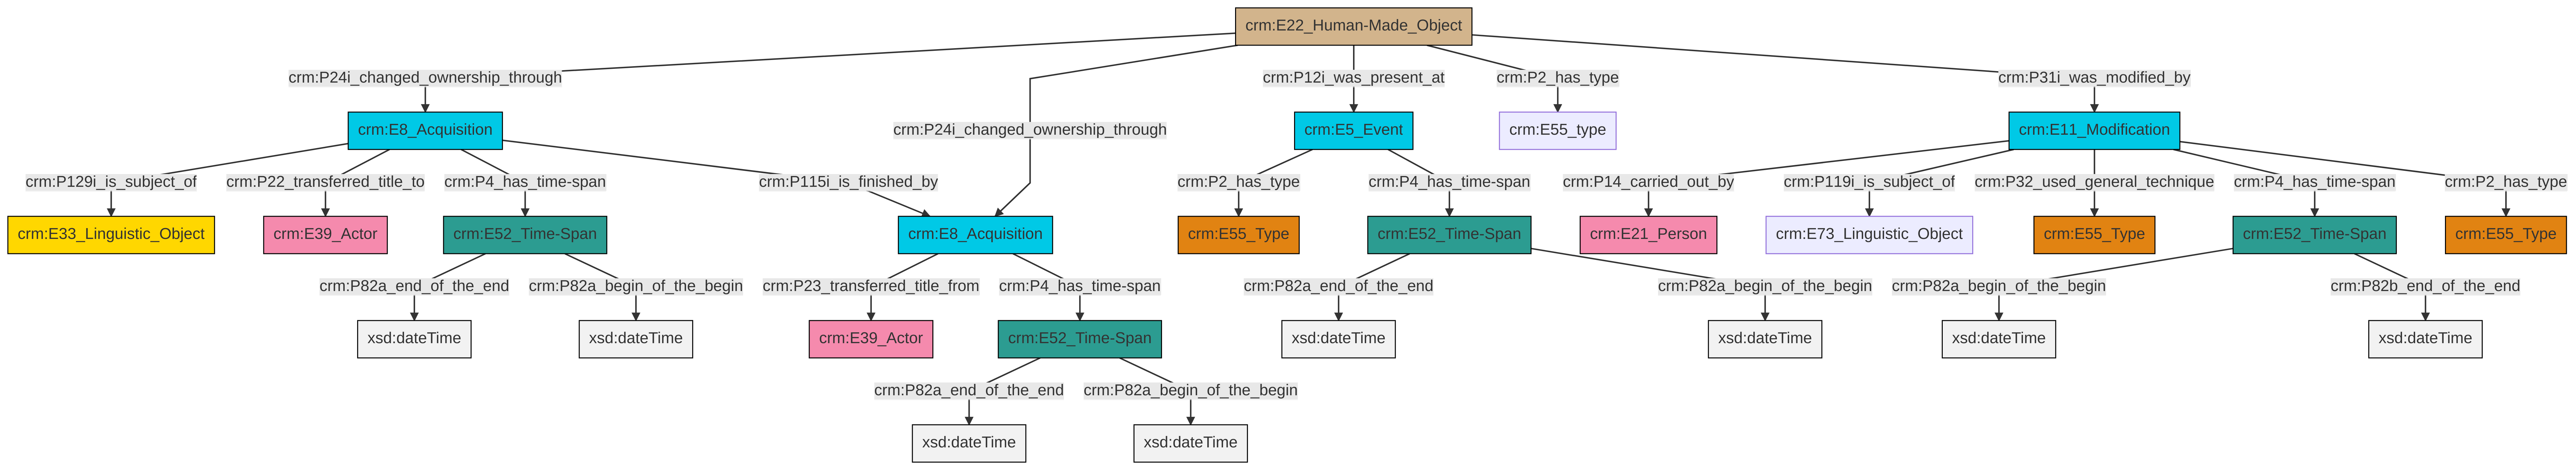 crm:E22_Human-Made_Object
crm:P24i_changed_ownership_through
crm:P12i_was_present_at
crm:P2_has_type
crm:P31i_was_modified_by
crm:E8_Acquisition
crm:P24i_changed_ownership_through
crm:E5_Event
crm:E55_type
crm:E11_Modification
crm:P129i_is_subject_of
crm:P22_transferred_title_to
crm:P4_has_time-span
crm:P115i_is_finished_by
crm:P2_has_type
crm:P4_has_time-span
crm:P14_carried_out_by
crm:P119i_is_subject_of
crm:P32_used_general_technique
crm:P4_has_time-span
crm:P2_has_type
crm:E33_Linguistic_Object
crm:E39_Actor
crm:E52_Time-Span
crm:E8_Acquisition
crm:E55_Type
crm:E52_Time-Span
crm:E21_Person
crm:E73_Linguistic_Object
crm:E55_Type
crm:E52_Time-Span
crm:E55_Type
crm:P82a_end_of_the_end
crm:P82a_begin_of_the_begin
crm:P23_transferred_title_from
crm:P4_has_time-span
crm:P82a_end_of_the_end
crm:P82a_begin_of_the_begin
crm:P82a_begin_of_the_begin
crm:P82b_end_of_the_end
xsd:dateTime
xsd:dateTime
crm:E39_Actor
crm:E52_Time-Span
xsd:dateTime
xsd:dateTime
xsd:dateTime
xsd:dateTime
crm:P82a_end_of_the_end
crm:P82a_begin_of_the_begin
xsd:dateTime
xsd:dateTime